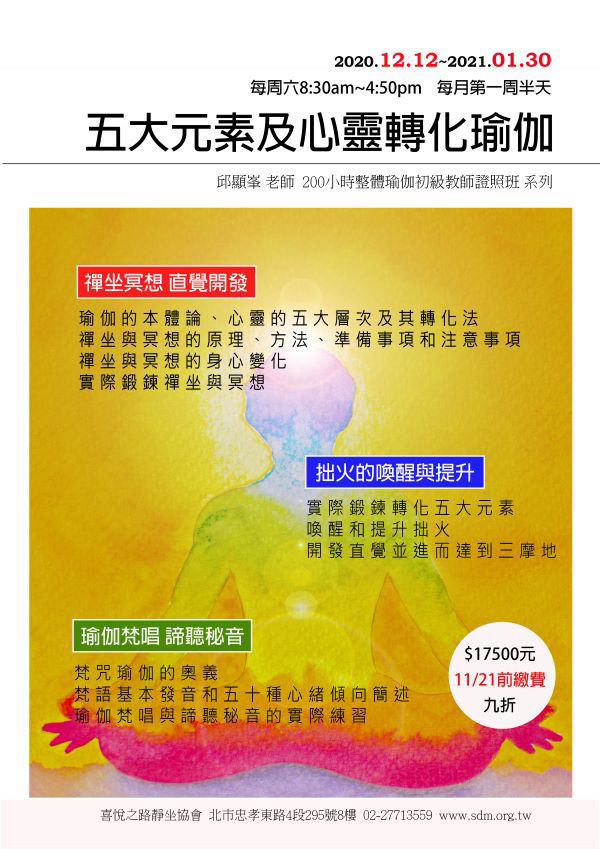 2020.12.12~2021.01.30
每周六8:30am~4:50pm 每月第一周半天
五大元素及心靈轉化瑜伽
邱顯峯 老師 200小時整體瑜伽初級教師證照班 系列
禪坐冥想 直覺開發
瑜伽的本體論、心靈的五大層次及其轉化法
禪坐與冥想的原理、方法、準備事項和注意事項
禪坐與冥想的身心變化
實際鍛鍊禪坐與冥想
拙火的喚醒與提升
實際鍛鍊轉化五大元素
喚醒和提升拙火
開發直覺並進而達到三摩地
瑜伽梵唱 諦聽秘音
梵咒瑜伽的奧義
梵語基本發音和五十種心緒傾向簡述
瑜伽梵唱與諦聽秘音的實際練習
$17500元
11/21前繳費
九折
喜悅之路靜坐協會 北市忠孝東路4段295號8樓 02-27713559 www.sdm.org.tw